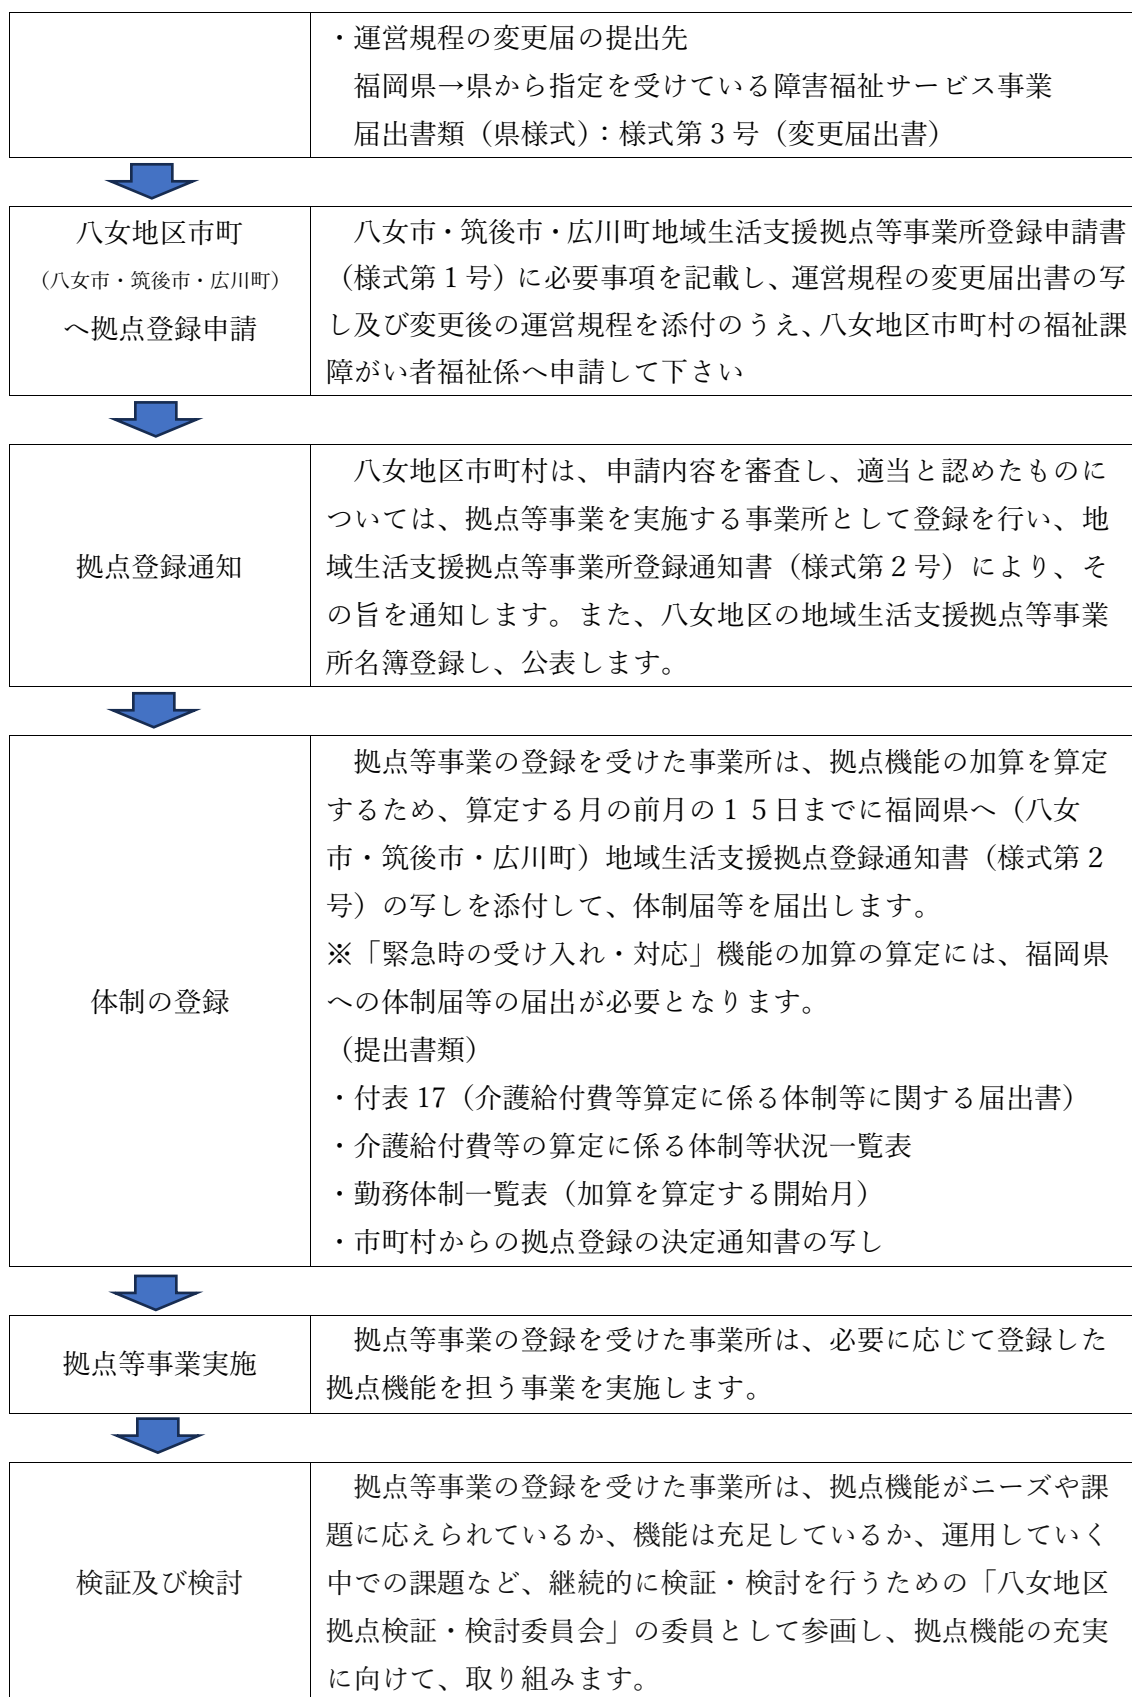 ・運営規程の変更届の提出先
福岡県→県から指定を受けている障害福祉サービス事業
届出書類（県様式）：様式第３号（変更届出書）
八女地区市町
（八女市・筑後市・広川町）
へ拠点登録申請
八女市・筑後市・広川町地域生活支援拠点等事業所登録申請書
（様式第１号）に必要事項を記載し、運営規程の変更届出書の写
し及び変更後の運営規程を添付のうえ、八女地区市町村の福祉課
障がい者福祉係へ申請して下さい
拠点登録通知
八女地区市町村は、申請内容を審査し、適当と認めたものに
ついては、拠点等事業を実施する事業所として登録を行い、地
域生活支援拠点等事業所登録通知書（様式第２号）により、そ
の旨を通知します。また、八女地区の地域生活支援拠点等事業
所名簿登録し、公表します。
体制の登録
拠点等事業の登録を受けた事業所は、拠点機能の加算を算定
するため、算定する月の前月の１５日までに福岡県へ（八女
市・筑後市・広川町）地域生活支援拠点登録通知書（様式第２
号）の写しを添付して、体制届等を届出します。
※「緊急時の受け入れ・対応」機能の加算の算定には、福岡県
への体制届等の届出が必要となります。
（提出書類）
・付表 17（介護給付費等算定に係る体制等に関する届出書）
・介護給付費等の算定に係る体制等状況一覧表
・勤務体制一覧表（加算を算定する開始月）
・市町村からの拠点登録の決定通知書の写し
拠点等事業実施
拠点等事業の登録を受けた事業所は、必要に応じて登録した
拠点機能を担う事業を実施します。
検証及び検討
拠点等事業の登録を受けた事業所は、拠点機能がニーズや課
題に応えられているか、機能は充足しているか、運用していく
中での課題など、継続的に検証・検討を行うための「八女地区
拠点検証・検討委員会」の委員として参画し、拠点機能の充実
に向けて、取り組みます。